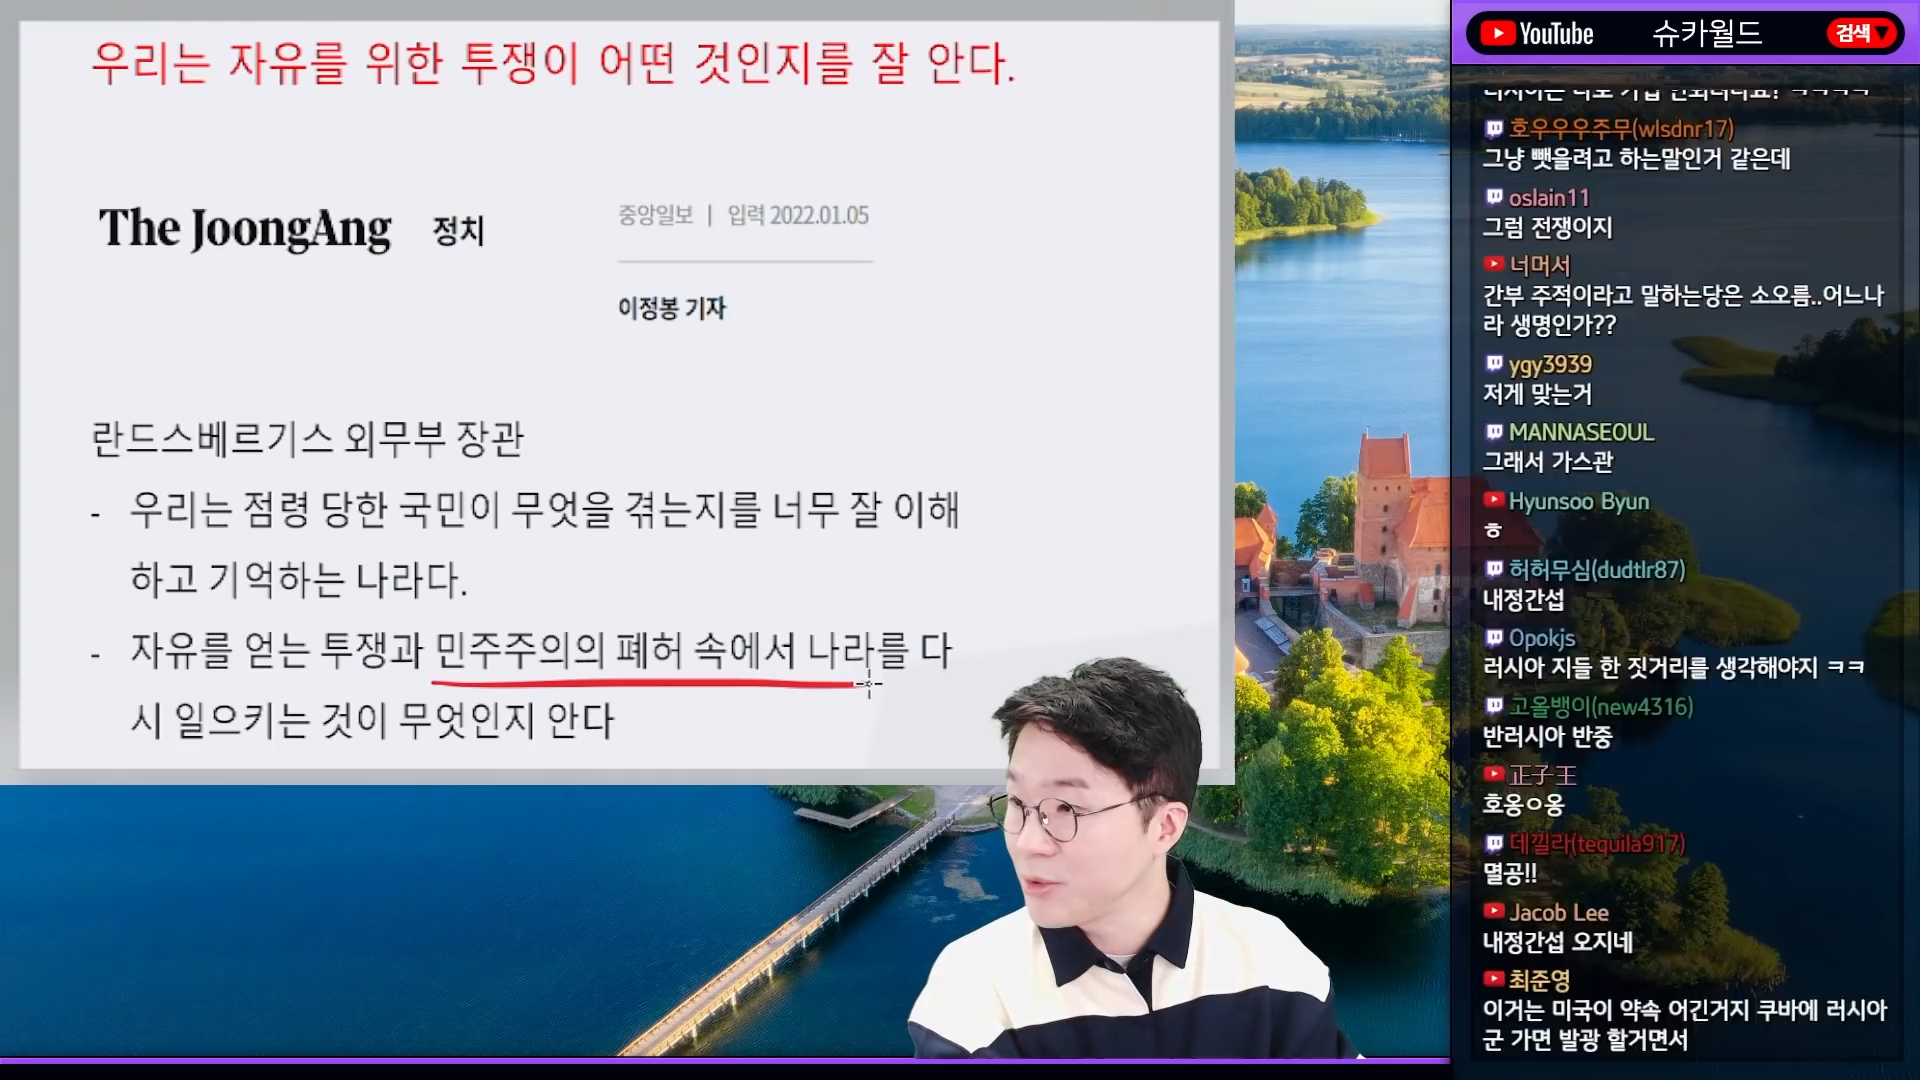 우리는 자유를 위한 투쟁이 어떤 것인지를 잘 안다.
The JoongAng 정치
중앙일보 | 입력 2022.01.05
이정봉 기자
란드스베르기스 외무부 장관
- 우리는 점령 당한 국민이 무엇을 겪는지를 너무 잘 이해
하고 기억하는 나라다.
- 자유를 얻는 투쟁과 민주주의의 폐허 속에서 나라를 다
시 일으키는 것이 무엇인지 안다
YouTube 슈카월드 검색▼
호우우우주무(wlsdnr17)
그냥 뺏을려고 하는말인거 같은데
oslain11
그럼 전쟁이지
너머서
간부 주적이라고 말하는당은 소오름..어느나
라 생명인가??
ygy3939
저게 맞는거
MANNASEOUL
그래서 가스관
Hyunsoo Byun
ㅎ
허허무심(dudtlr87)
내정간섭
Opokjs
러시아 지들 한 짓거리를 생각해야지 ㅋㅋ
고올뱅이(new4316)
반러시아 반중
正子王
호옹ㅇ옹
데낄라(tequila917)
멸공!!
Jacob Lee
내정간섭 오지네
최준영
이거는 미국이 약속 어긴거지 쿠바에 러시아
군 가면 발광 할거면서